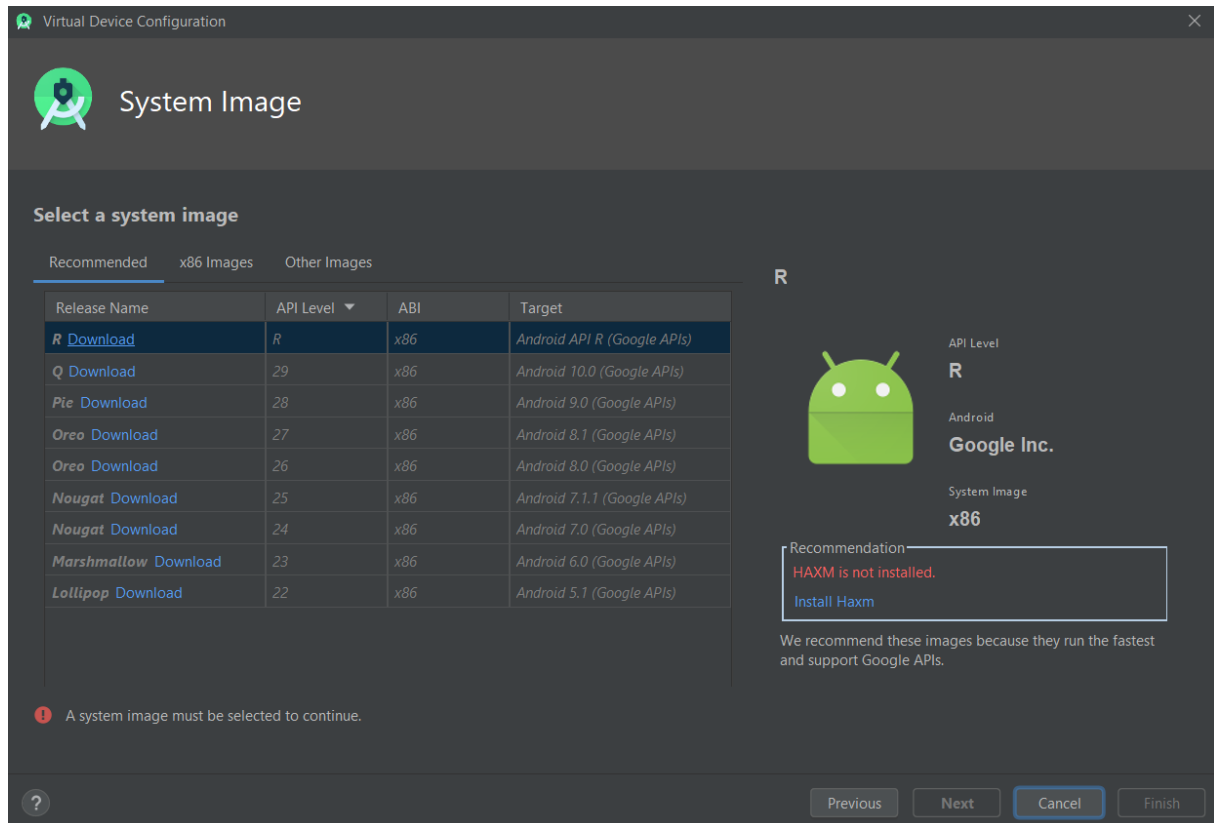 Virtual Device Configuration
System Image
Select a system image
Recommended x86 Images Other Images
Release Name API Level ABI Target
R Download R x86 Android API R (Google APIs)
Q Download 29 x86 Android 10.0 (Google APIs)
Pie Download 28 x86 Android 9.0 (Google APIs)
Oreo Download 27 x86 Android 8.1 (Google APIs)
Oreo Download 26 x86 Android 8.0 (Google APIs)
Nougat Download 25 x86 Android 7.1.1 (Google APIs)
Nougat Download 24 x86 Android 7.0 (Google APIs)
Marshmallow Download 23 x86 Android 6.0 (Google APIs)
Lollipop Download 22 x86 Android 5.1 (Google APIs)
R
API Level
R
Android
Google Inc.
System Image
x86
Recommendation
HAXM is not installed.
Install Haxm
We recommend these images because they run the fastest
and support Google APIs.
A system image must be selected to continue.
? Previous Next Cancel Finish